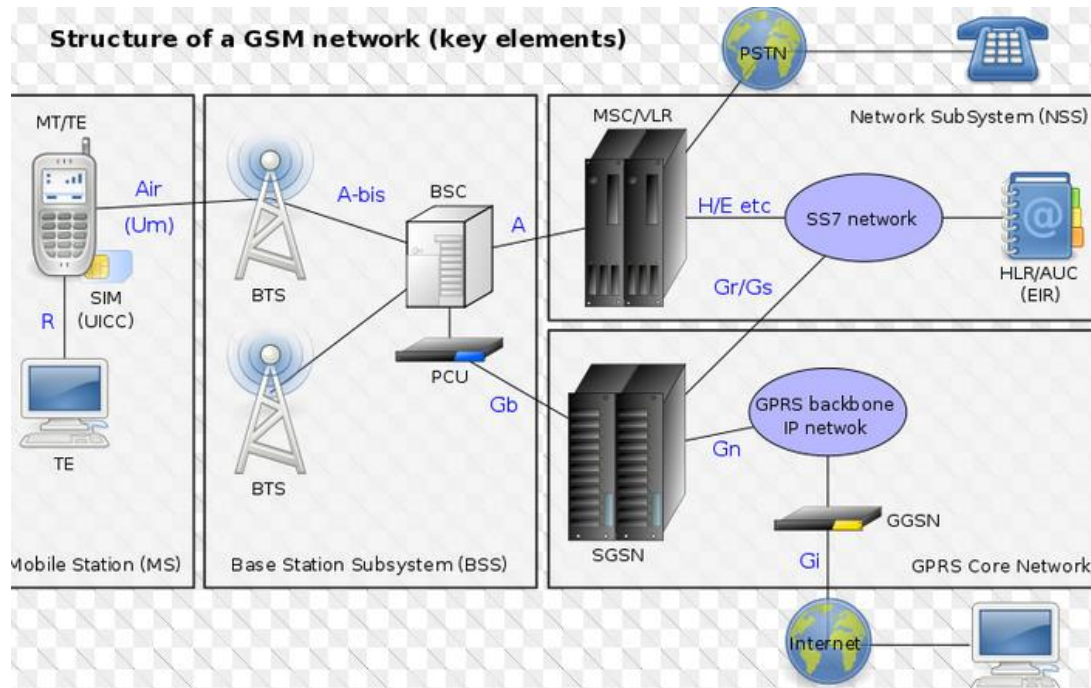 Structure of a GSM network (key elements)
PSTN
MT/TE
Air
(Um)
SIM
(UICC)
R
TE
Mobile Station (MS)
BTS
A-bis
BSC
BTS
PCU
Gb
A
Base Station Subsystem (BSS)
MSC/VLR
Network SubSystem (NSS)
H/E etc
SS7 network
HLR/AUC
(EIR)
Gr/Gs
SGSN
Gn
GPRS backbone
IP netwok
GGSN
Gi
GPRS Core Network
Internet